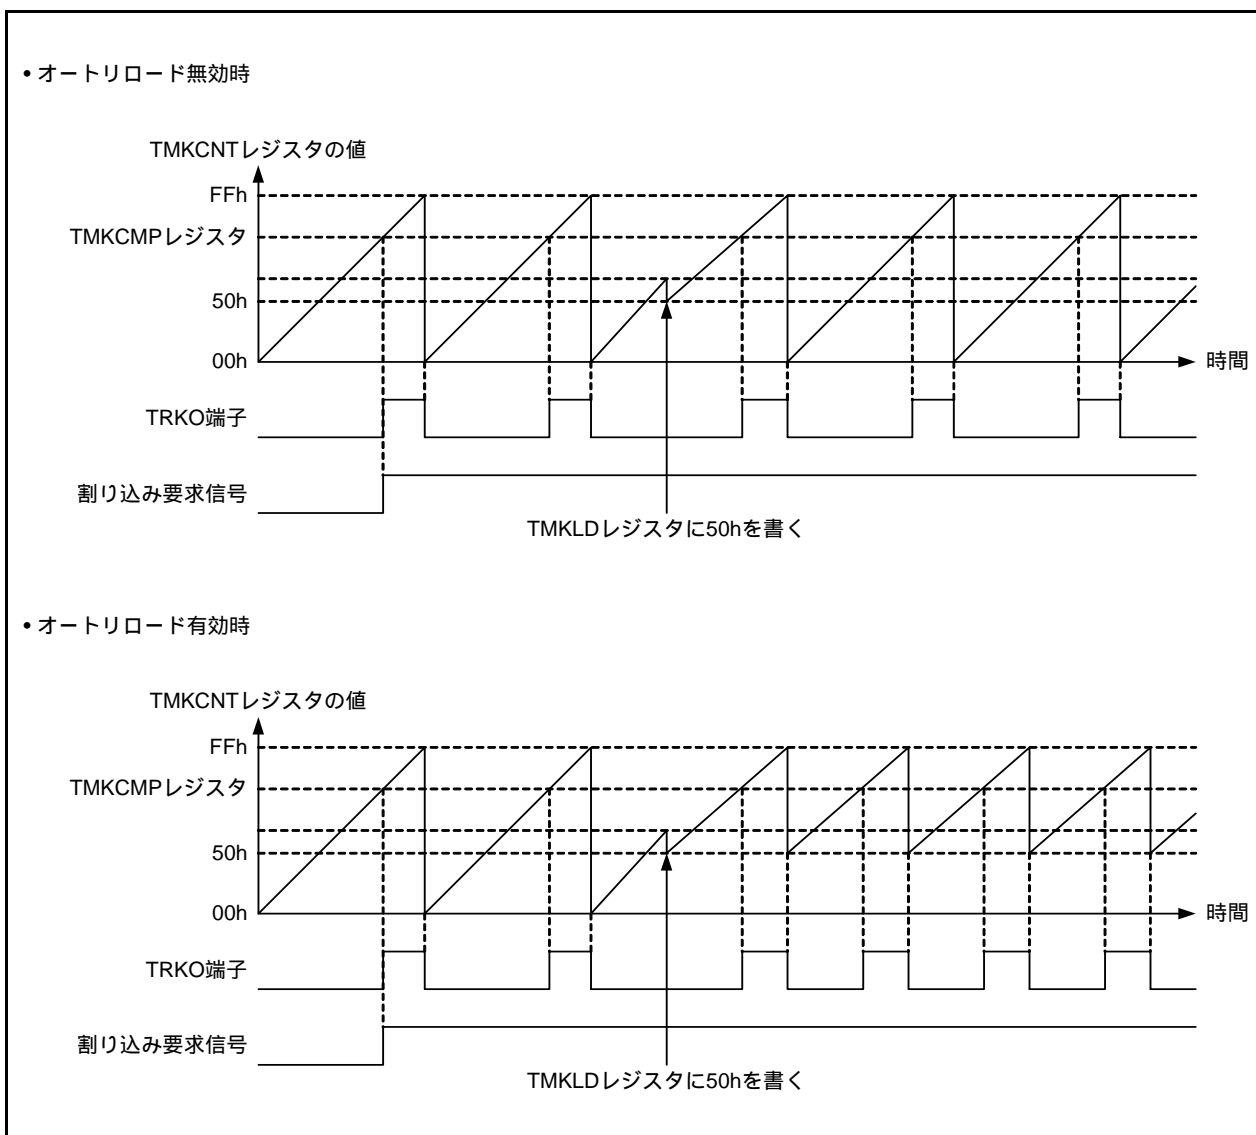 • オートリロード無効時
TMKCNTレジスタの値
FFh
TMKCMPレジスタ
50h
00h
時間
TRKO端子
割り込み要求信号
TMKLDレジスタに50hを書く
• オートリロード有効時
TMKCNTレジスタの値
FFh
TMKCMPレジスタ
50h
00h
時間
TRKO端子
割り込み要求信号
TMKLDレジスタに50hを書く